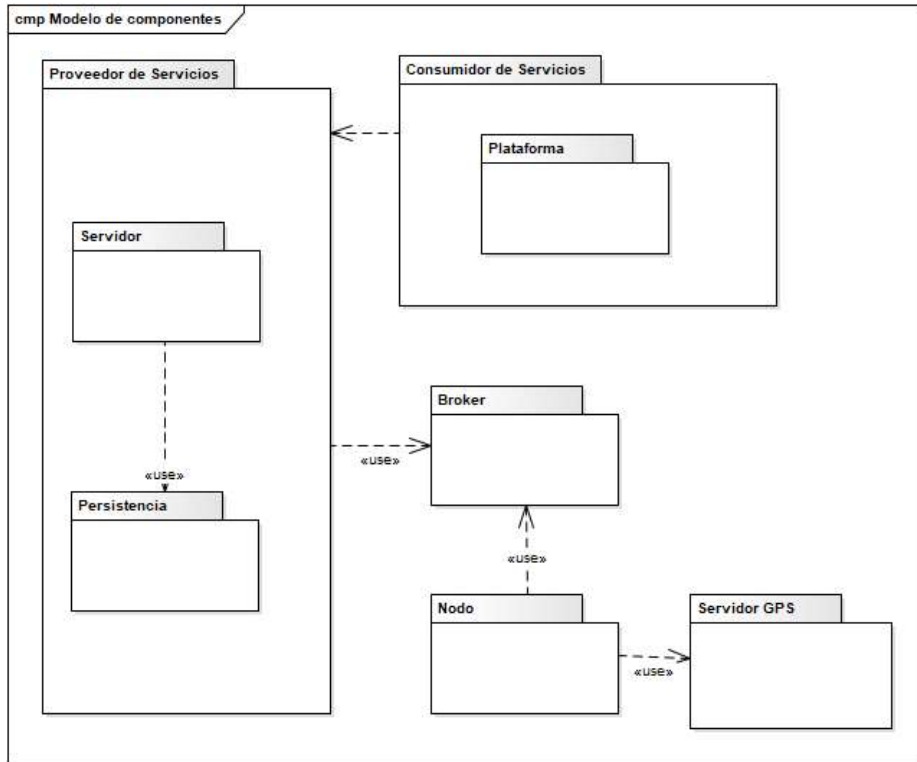 cmp Modelo de componentes
Proveedor de Servicios
Consumidor de Servicios
Plataforma
Servidor
Broker
«use»
«use»
Persistencia
«use»
Nodo
Servidor GPS
«use»